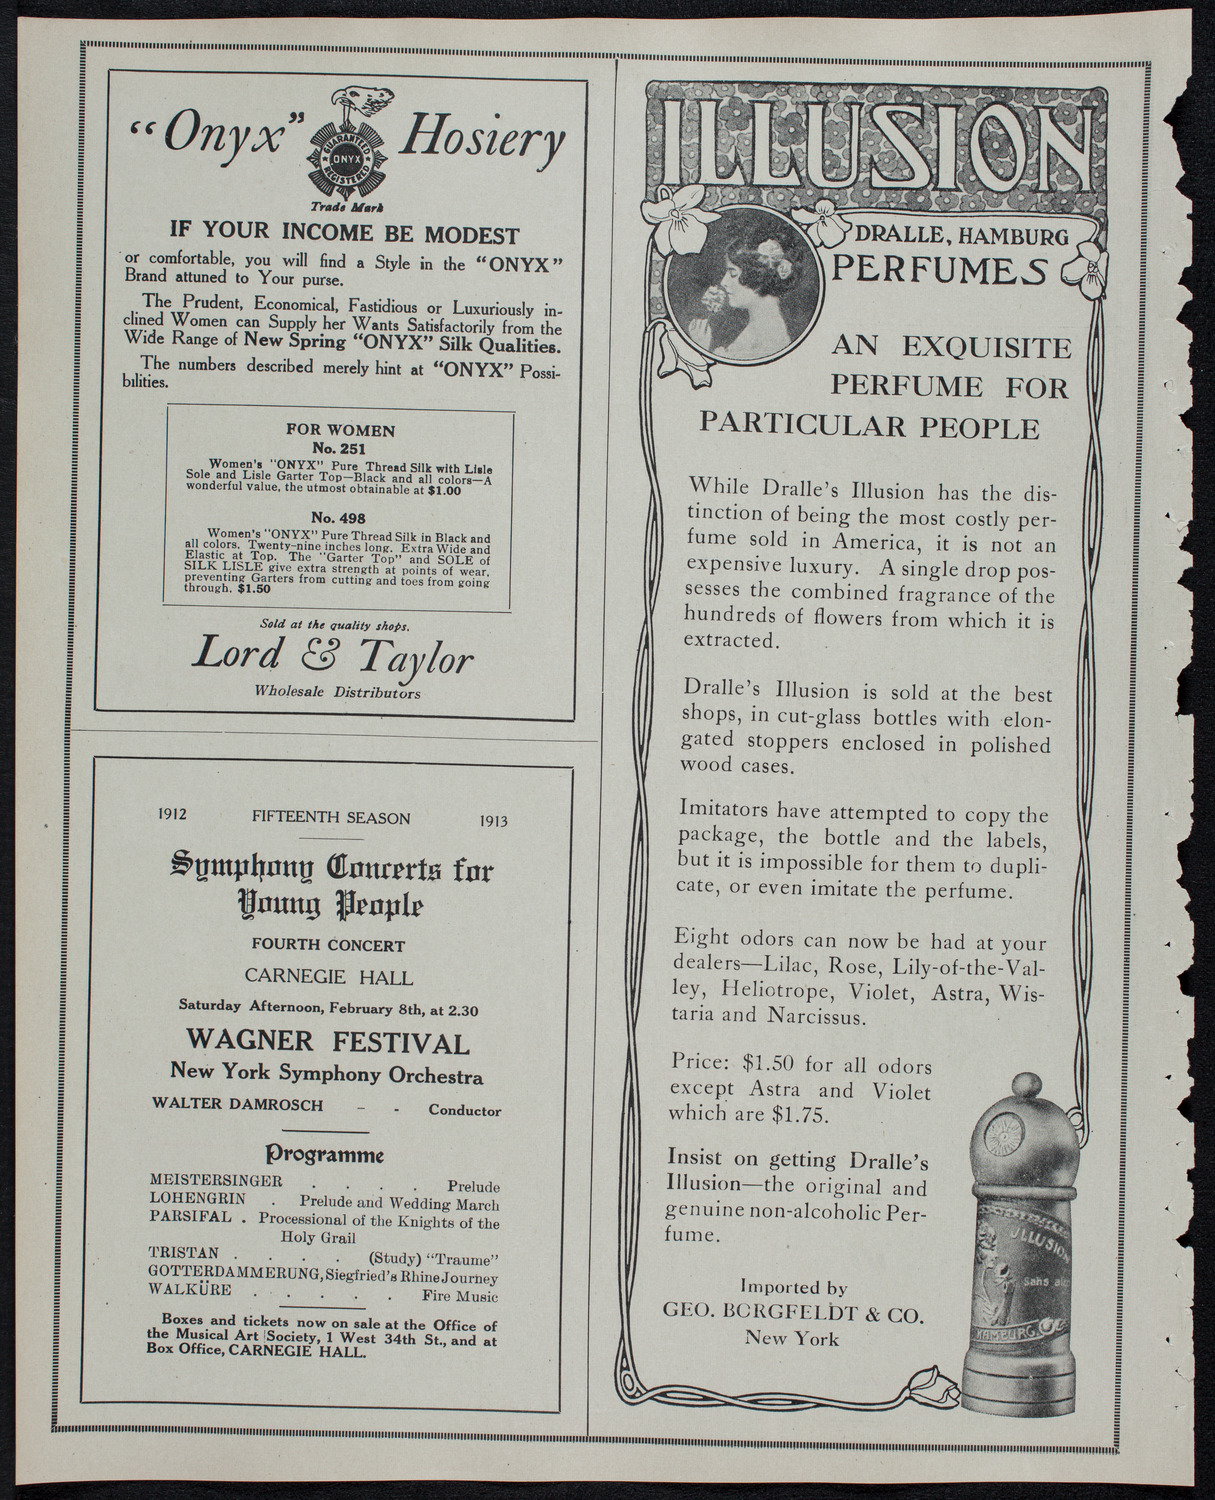 "Onyx" Hosiery
GUARANTEED
ONYX
REGISTERED
Trade Mark
IF YOUR INCOME BE MODEST
or comfortable, you will find a Style in the "ONYX"
Brand attuned to Your purse.
The Prudent, Economical, Fastidious or Luxuriously in-
clined Women can Supply her Wants Satisfactorily from the
Wide Range of New Spring "ONYX" Silk Qualities.
The numbers described merely hint at "ONYX" Possi-
bilities.
FOR WOMEN
No. 251
Women's "ONYX" Pure Thread Silk with Lisle
Sole and Lisle Garter Top—Black and all colors—A
wonderful value, the utmost obtainable at $1.00
No. 498
Women's "ONYX" Pure Thread Silk in Black and
all colors. Twenty-nine inches long. Extra Wide and
Elastic at Top. The "Garter Top" and SOLE of
SILK LISLE give extra strength at points of wear,
preventing Garters from cutting and toes from going
through. $1.50
Sold at the quality shops.
Lord & Taylor
Wholesale Distributors
1912 FIFTEENTH SEASON 1913
Symphony Concerts for
Young People
FOURTH CONCERT
CARNEGIE HALL
Saturday Afternoon, February 8th, at 2.30
WAGNER FESTIVAL
New York Symphony Orchestra
WALTER DAMROSCH - - Conductor
Programme
MEISTERSINGER . . . . Prelude
LOHENGRIN . Prelude and Wedding March
PARSIFAL . Processional of the Knights of the
Holy Grail
TRISTAN . . . . (Study) "Traume"
GOTTERDAMMERUNG, Siegfried's Rhine Journey
WALKÜRE . . . . . Fire Music
Boxes and tickets now on sale at the Office of
the Musical Art Society, 1 West 34th St., and at
Box Office, CARNEGIE HALL.
ILLUSION
DRALLE, HAMBURG
PERFUMES
AN EXQUISITE
PERFUME FOR
PARTICULAR PEOPLE
While Dralle's Illusion has the dis-
tinction of being the most costly per-
fume sold in America, it is not an
expensive luxury. A single drop pos-
sesses the combined fragrance of the
hundreds of flowers from which it is
extracted.
Dralle's Illusion is sold at the best
shops, in cut-glass bottles with elon-
gated stoppers enclosed in polished
wood cases.
Imitators have attempted to copy the
package, the bottle and the labels,
but it is impossible for them to dupli-
cate, or even imitate the perfume.
Eight odors can now be had at your
dealers—Lilac, Rose, Lily-of-the-Val-
ley, Heliotrope, Violet, Astra, Wis-
taria and Narcissus.
Price: $1.50 for all odors
except Astra and Violet
which are $1.75.
Insist on getting Dralle's
Illusion—the original and
genuine non-alcoholic Per-
fume.
Imported by
GEO. BORGFELDT & CO.
New York
ILLUSION
HAMBURG